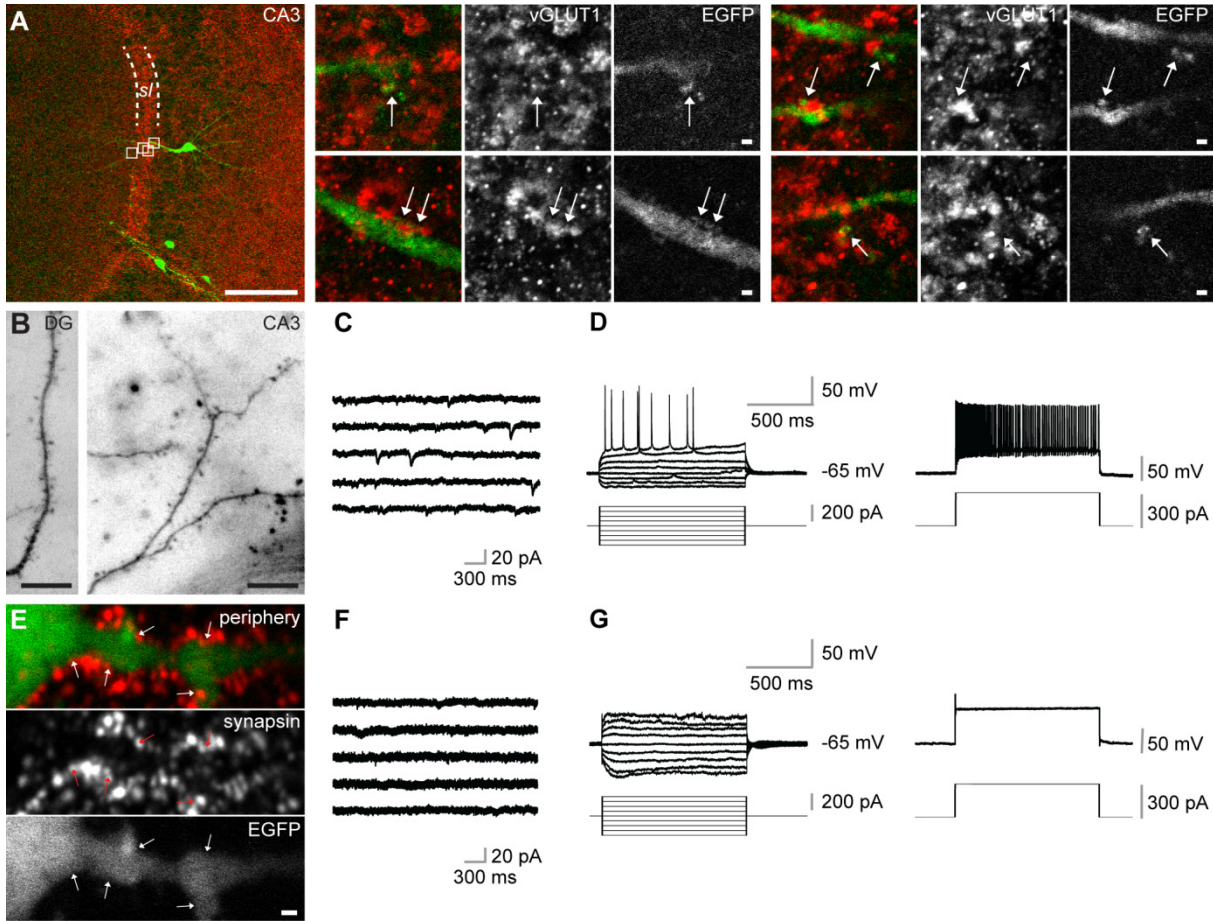 A
CA3
sl
vGLUT1
EGFP
vGLUT1
EGFP
B
DG
CA3
C
20 pA
300 ms
D
50 mV
500 ms
-65 mV
200 pA
50 mV
300 pA
E
periphery
synapsin
EGFP
F
20 pA
300 ms
G
50 mV
500 ms
-65 mV
200 pA
50 mV
300 pA